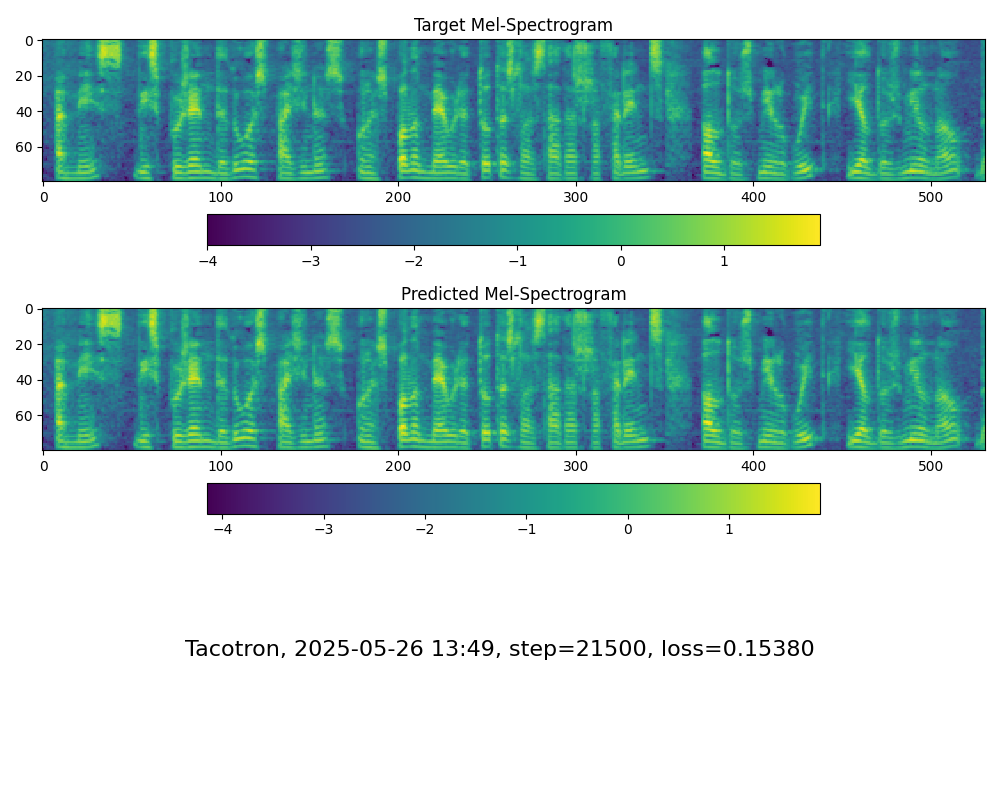 Target Mel-Spectrogram
0
20
40
60
0 100 200 300 400 500
−4 −3 −2 −1 0 1
Predicted Mel-Spectrogram
0
20
40
60
100 200 300 400 500
−4 −3 −2 −1 0 1
Tacotron, 2025-05-26 13:49, step=21500, loss=0.15380